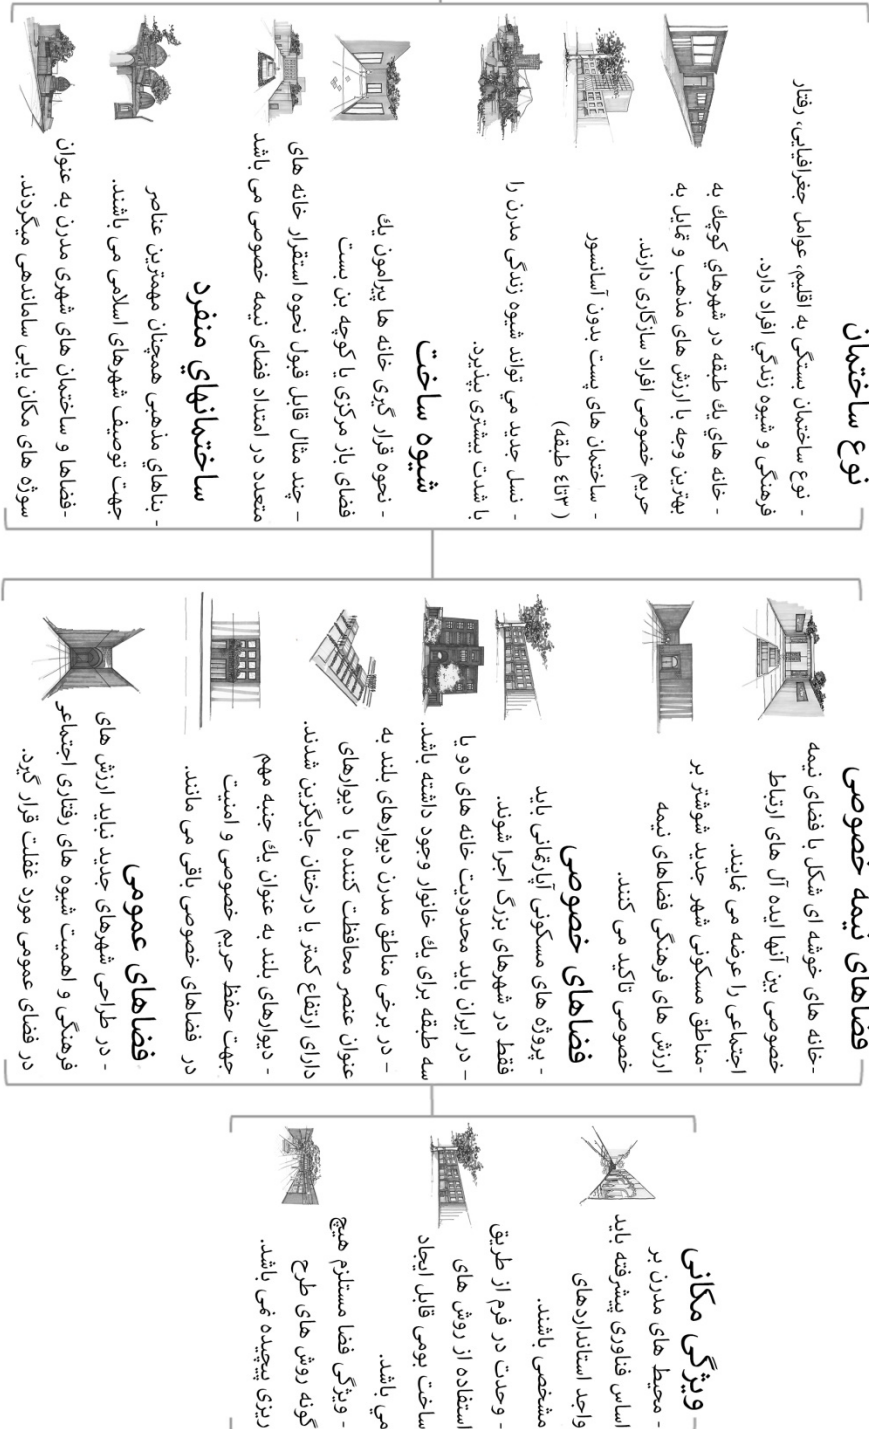 نوع ساختمان
- نوع ساختمان بستگی به اقلیم، عوامل جغرافیایی، رفتار
فرهنگی و شیوه زندگي افراد دارد.
- خانه هاي يك طبقه در شهرهاي كوچك به
بهترین وجه با ارزش های مذهب و تمایل به
حریم خصوصی افراد سازگاری دارند.
- ساختمان های پست بدون آسانسور
( ۳تا٤ طبقه)
- نسل جدید مي تواند شیوه زندگی مدرن را
با شدت بیشتری بپذیرد.
شیوه ساخت
- نحوه قرار گیری خانه ها پیرامون يك
فضای باز مرکزی یا کوچه بن بست
- چند مثال قابل قبول نحوه استقرار خانه های
متعدد در امتداد فضای نیمه خصوصی می باشد
ساختمانهاي منفرد
- بناهاي مذهبی همچنان مهمترین عناصر
جهت توصیف شهرهای اسلامی می باشند.
-فضاها و ساختمان های شهری مدرن به عنوان
سوژه های مکان یابی ساماندهی میگردند.
فضاهای نیمه خصوصی
-خانه های خوشه ای شکل با فضای نیمه
خصوصی بین آنها ایده آل های ارتباط
اجتماعی را عرضه می نمایند.
-مناطق مسکونی شهر جدید شوشتر بر
ارزش های فرهنگی فضاهای نیمه
خصوصی تاکید می کنند.
فضاهای خصوصی
- پروژه های مسکونی آپارتمانی باید
فقط در شهرهای بزرگ اجرا شوند.
- در ایران باید محدودیت خانه های دو یا
سه طبقه برای يك خانوار وجود داشته باشد.
- در برخی مناطق مدرن دیوارهای بلند به
عنوان عنصر محافظت کننده با دیوارهای
دارای ارتفاع کمتر یا درختان جایگزین شدند.
- دیوارهای بلند به عنوان يك جنبه مهم
جهت حفظ حریم خصوصی و امنیت
در فضاهای خصوصی باقی می مانند.
فضاهای عمومی
- در طراحی شهرهای جدید نباید ارزش های
فرهنگی و اهمیت شیوه های رفتاری اجتماعی
در فضای عمومی مورد غفلت قرار گیرد.
ویژگی مکانی
- محیط های مدرن بر
اساس فناوری پیشرفته باید
واجد استانداردهای
مشخصی باشند.
- وحدت در فرم از طریق
استفاده از روش های
ساخت بومی قابل ایجاد
مي باشد.
- ویژگی فضا مستلزم هیچ
گونه روش های طرح
ریزی پیچیده نمی باشد.